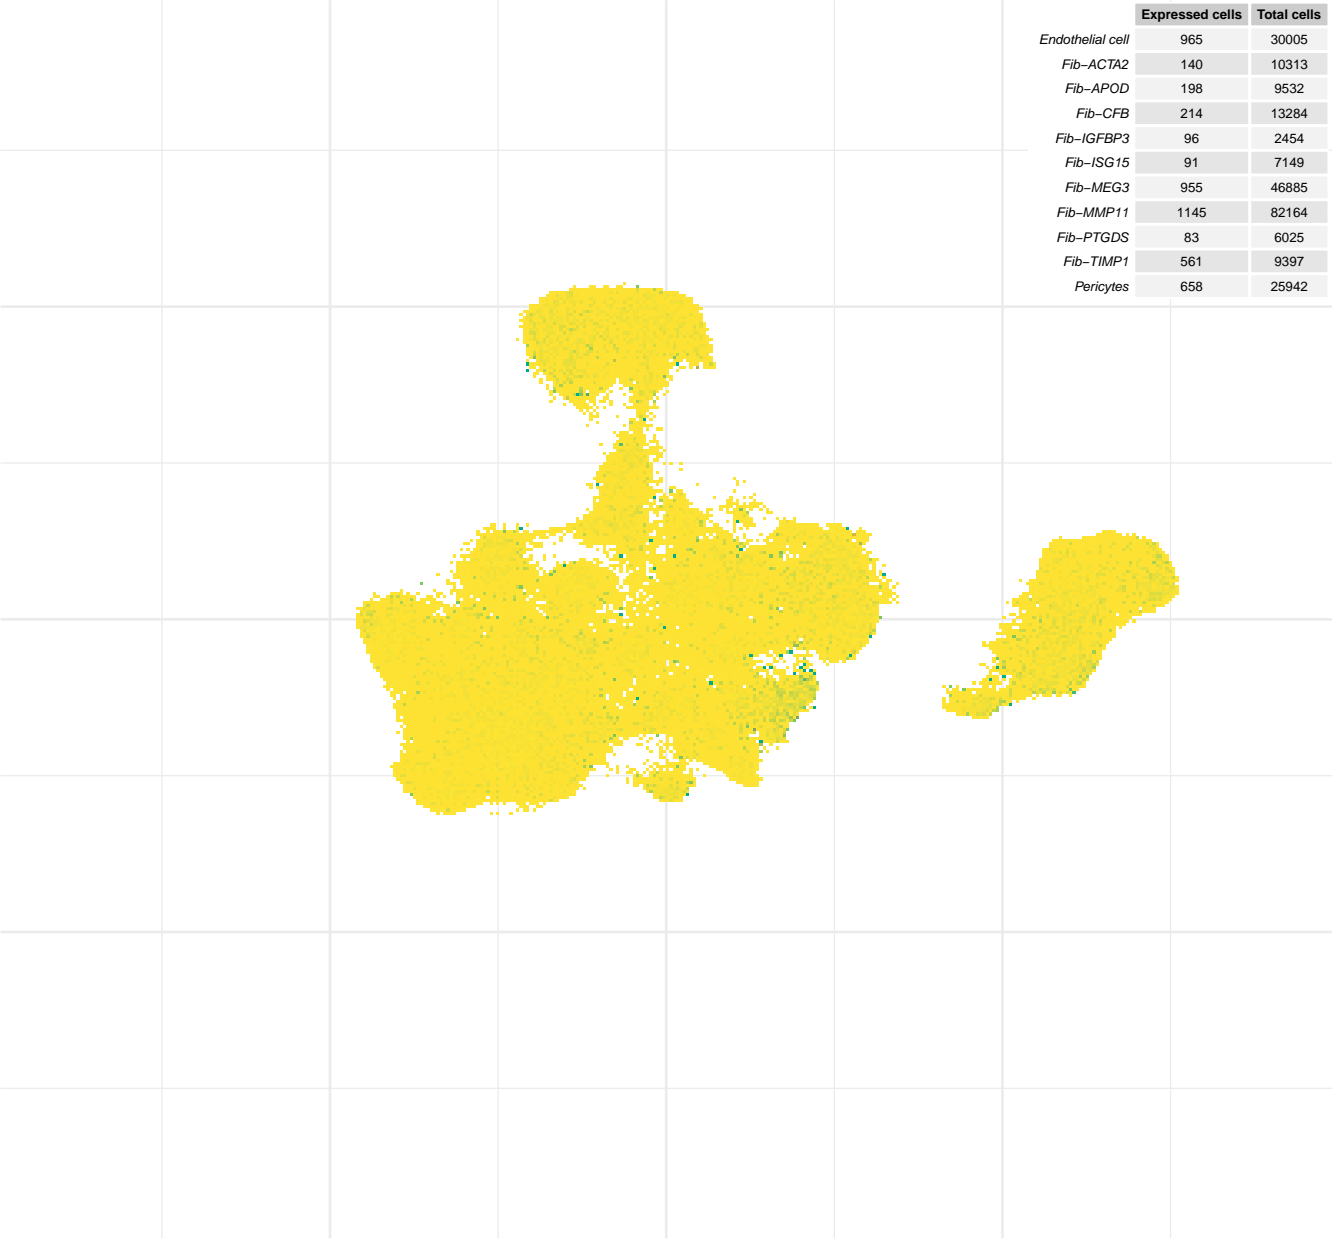 Expressed cells Total cells
Endothelial cell 965 30005
Fib−ACTA2 140 10313
Fib−APOD 198 9532
Fib−CFB 214 13284
Fib−IGFBP3 96 2454
Fib−ISG15 91 7149
Fib−MEG3 955 46885
Fib−MMP11 1145 82164
Fib−PTGDS 83 6025
Fib−TIMP1 561 9397
Pericytes 658 25942